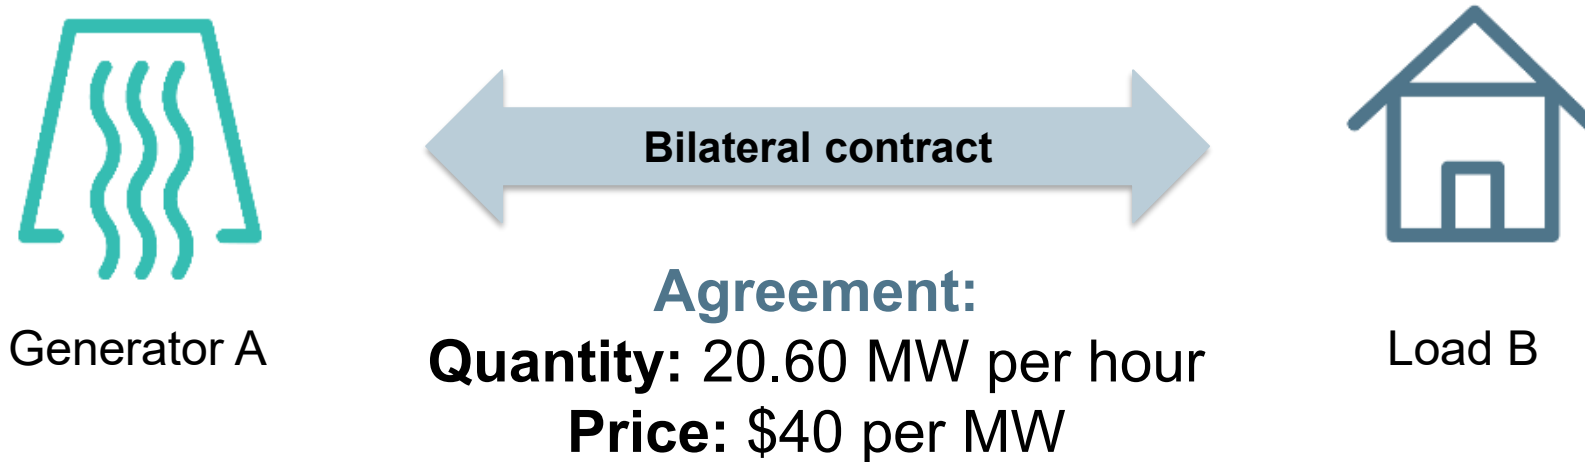 Bilateral contract
Agreement:
Generator A
Quantity: 20.60 MW per hour
Load B
Price: $40 per MW